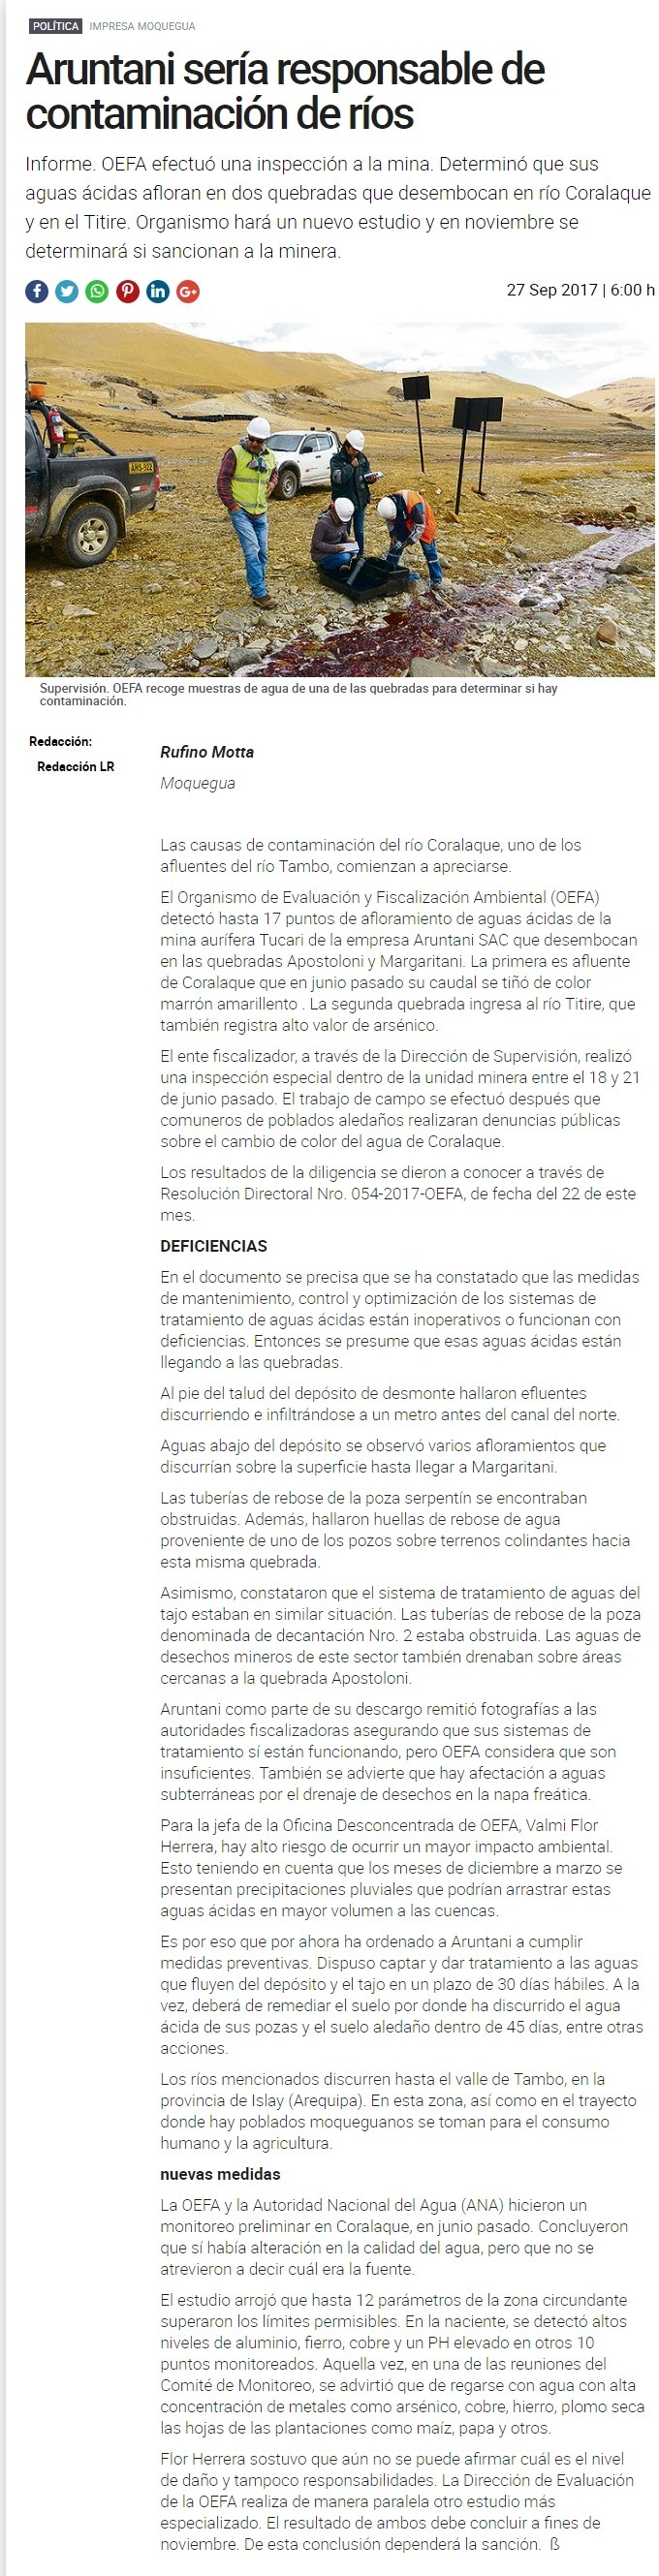 POLÍTICA IMPRESA MOQUEGUA
Aruntani sería responsable de
contaminación de ríos
Informe. OEFA efectuó una inspección a la mina. Determinó que sus
aguas ácidas afloran en dos quebradas que desembocan en río Coralaque
y en el Titire. Organismo hará un nuevo estudio y en noviembre se
determinará si sancionan a la minera.
27 Sep 2017 | 6:00 h
Supervisión. OEFA recoge muestras de agua de una de las quebradas para determinar si hay
contaminación.
Redacción:
Redacción LR
Rufino Motta
Moquegua
Las causas de contaminación del río Coralaque, uno de los
afluentes del río Tambo, comienzan a apreciarse.
El Organismo de Evaluación y Fiscalización Ambiental (OEFA)
detectó hasta 17 puntos de afloramiento de aguas ácidas de la
mina aurífera Tucari de la empresa Aruntani SAC que desembocan
en las quebradas Apostoloni y Margaritani. La primera es afluente
de Coralaque que en junio pasado su caudal se tiñó de color
marrón amarillento . La segunda quebrada ingresa al río Titire, que
también registra alto valor de arsénico.
El ente fiscalizador, a través de la Dirección de Supervisión, realizó
una inspección especial dentro de la unidad minera entre el 18 y 21
de junio pasado. El trabajo de campo se efectuó después que
comuneros de poblados aledaños realizaran denuncias públicas
sobre el cambio de color del agua de Coralaque.
Los resultados de la diligencia se dieron a conocer a través de
Resolución Directoral Nro. 054-2017-OEFA, de fecha del 22 de este
mes.
DEFICIENCIAS
En el documento se precisa que se ha constatado que las medidas
de mantenimiento, control y optimización de los sistemas de
tratamiento de aguas ácidas están inoperativos o funcionan con
deficiencias. Entonces se presume que esas aguas ácidas están
llegando a las quebradas.
Al pie del talud del depósito de desmonte hallaron efluentes
discurriendo e infiltrándose a un metro antes del canal del norte.
Aguas abajo del depósito se observó varios afloramientos que
discurrían sobre la superficie hasta llegar a Margaritani.
Las tuberías de rebose de la poza serpentín se encontraban
obstruidas. Además, hallaron huellas de rebose de agua
proveniente de uno de los pozos sobre terrenos colindantes hacia
esta misma quebrada.
Asimismo, constataron que el sistema de tratamiento de aguas del
tajo estaban en similar situación. Las tuberías de rebose de la poza
denominada de decantación Nro. 2 estaba obstruida. Las aguas de
desechos mineros de este sector también drenaban sobre áreas
cercanas a la quebrada Apostoloni.
Aruntani como parte de su descargo remitió fotografías a las
autoridades fiscalizadoras asegurando que sus sistemas de
tratamiento sí están funcionando, pero OEFA considera que son
insuficientes. También se advierte que hay afectación a aguas
subterráneas por el drenaje de desechos en la napa freática.
Para la jefa de la Oficina Desconcentrada de OEFA, Valmi Flor
Herrera, hay alto riesgo de ocurrir un mayor impacto ambiental.
Esto teniendo en cuenta que los meses de diciembre a marzo se
presentan precipitaciones pluviales que podrían arrastrar estas
aguas ácidas en mayor volumen a las cuencas.
Es por eso que por ahora ha ordenado a Aruntani a cumplir
medidas preventivas. Dispuso captar y dar tratamiento a las aguas
que fluyen del depósito y el tajo en un plazo de 30 días hábiles. A la
vez, deberá de remediar el suelo por donde ha discurrido el agua
ácida de sus pozas y el suelo aledaño dentro de 45 días, entre otras
acciones.
Los ríos mencionados discurren hasta el valle de Tambo, en la
provincia de Islay (Arequipa). En esta zona, así como en el trayecto
donde hay poblados moqueguanos se toman para el consumo
humano y la agricultura.
nuevas medidas
La OEFA y la Autoridad Nacional del Agua (ANA) hicieron un
monitoreo preliminar en Coralaque, en junio pasado. Concluyeron
que sí había alteración en la calidad del agua, pero que no se
atrevieron a decir cuál era la fuente.
El estudio arrojó que hasta 12 parámetros de la zona circundante
superaron los límites permisibles. En la naciente, se detectó altos
niveles de aluminio, fierro, cobre y un PH elevado en otros 10
puntos monitoreados. Aquella vez, en una de las reuniones del
Comité de Monitoreo, se advirtió que de regarse con agua con alta
concentración de metales como arsénico, cobre, hierro, plomo seca
las hojas de las plantaciones como maíz, papa y otros.
Flor Herrera sostuvo que aún no se puede afirmar cuál es el nivel
de daño y tampoco responsabilidades. La Dirección de Evaluación
de la OEFA realiza de manera paralela otro estudio más
especializado. El resultado de ambos debe concluir a fines de
noviembre. De esta conclusión dependerá la sanción. ß